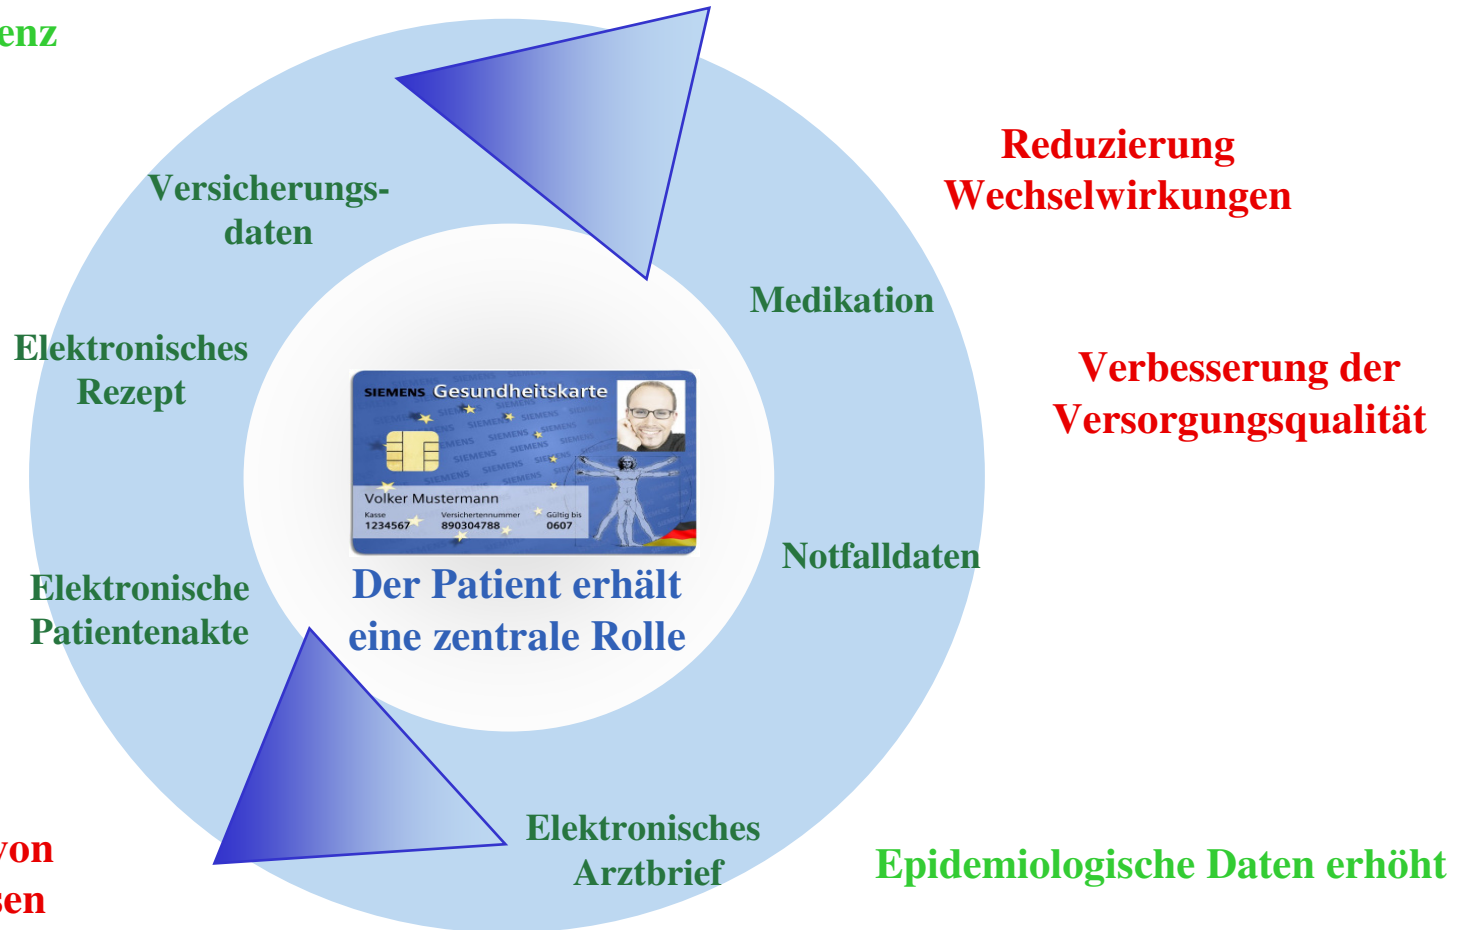 enz
Reduzierung
Wechselwirkungen
Versicherungs-
daten
Medikation
Elektronisches
Rezept
Verbesserung der
Versorgungsqualität
SIEMENS Gesundheitskarte
Volker Mustermann
Kasse Versichertennummer Gültig bis
1234567 890304788 0607
Notfalldaten
Elektronische
Patientenakte
Der Patient erhält
eine zentrale Rolle
Elektronisches
Arztbrief
Epidemiologische Daten erhöht
von
sen